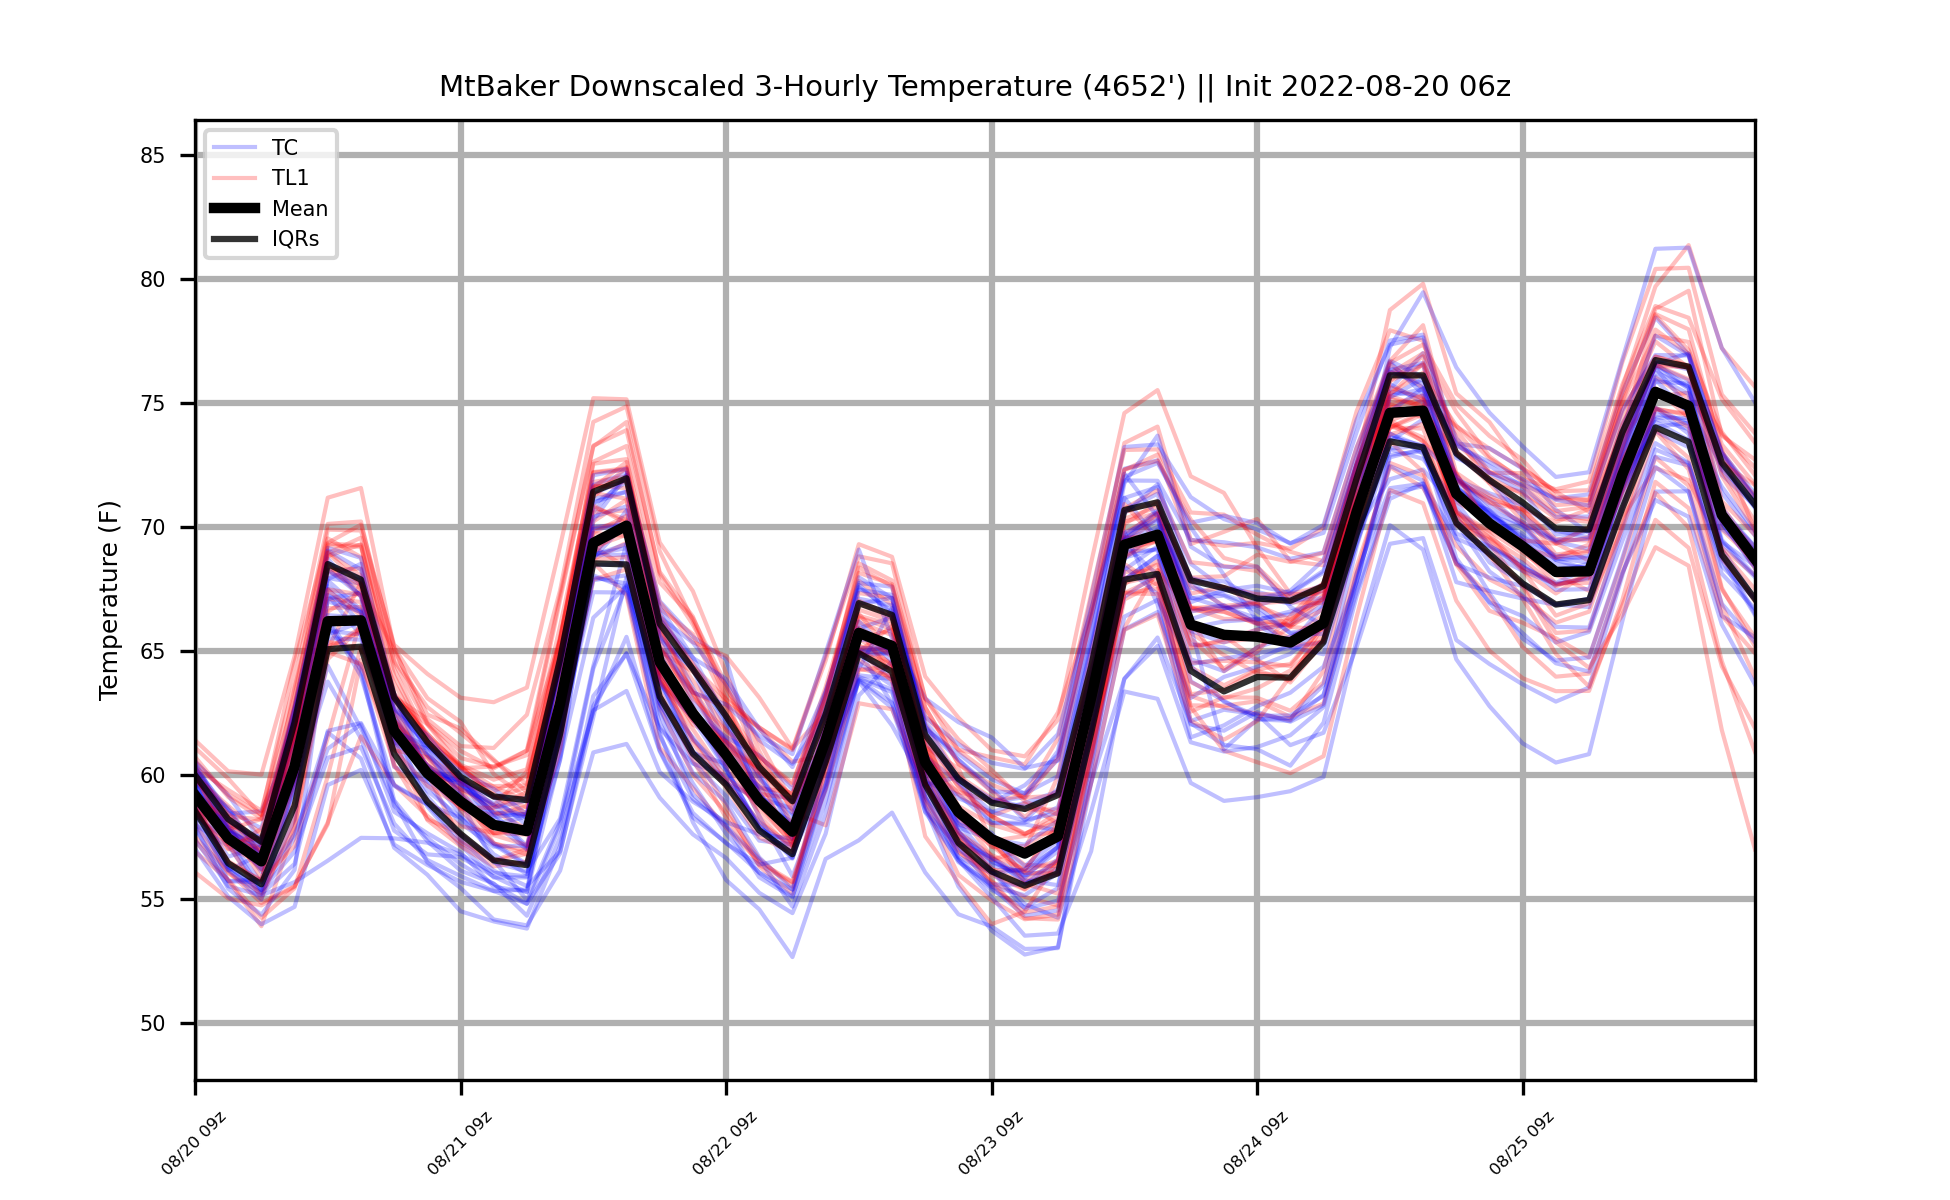 MtBaker Downscaled 3-Hourly Temperature (4652') || Init 2022-08-20 06z
TC
TL1
Mean
IQRs
Temperature (F)
85
80
75
70
65
60
55
50
08/20 09z
08/21 09z
08/22 09z
08/23 09z
08/24 09z
08/25 09z